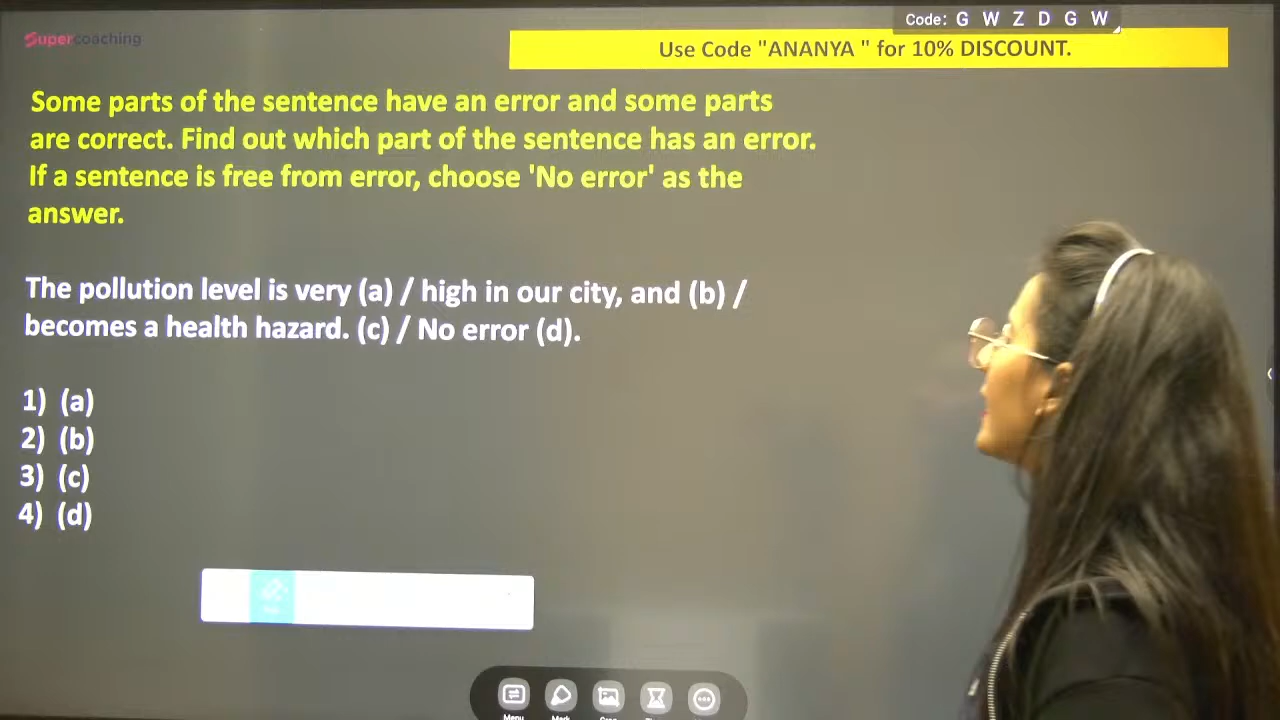 Code: G W Z D G W
Supercoaching
Use Code "ANANYA " for 10% DISCOUNT.
Some parts of the sentence have an error and some parts
are correct. Find out which part of the sentence has an error.
If a sentence is free from error, choose 'No error' as the
answer.
The pollution level is very (a) / high in our city, and (b) /
becomes a health hazard. (c) / No error (d).
1) (a)
2) (b)
3) (c)
4) (d)
Menu